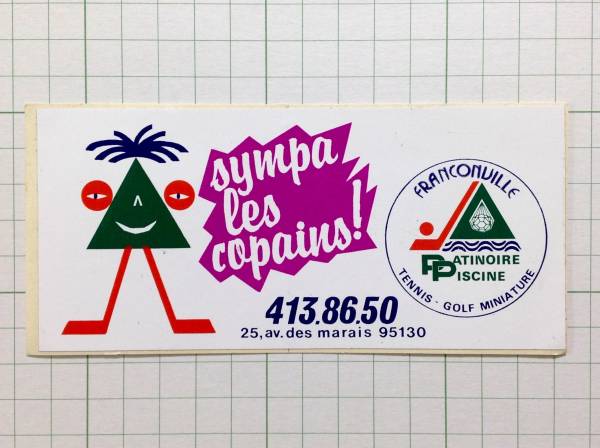 sympa
les
copains!
413.86.50
25,av.des marais 95130
FRANCONVILLE
PATINOIRE
PISCINE
TENNIS - GOLF MINIATURE